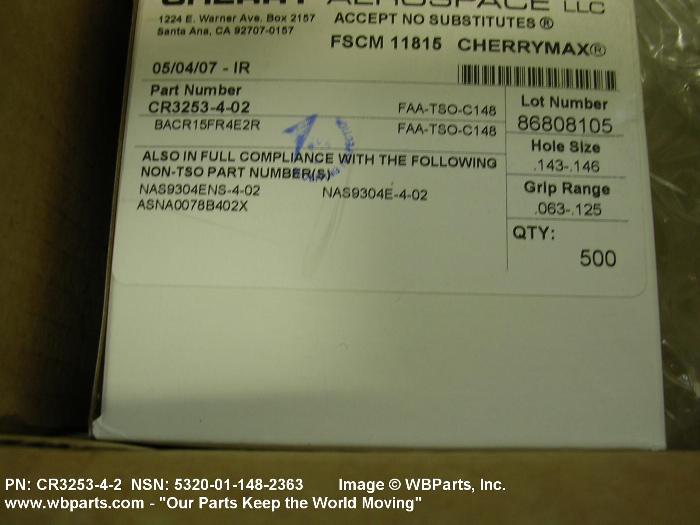 CHERRY AEROSPACE LLC
1224 E. Warner Ave, Box 2157
ACCEPT NO SUBSTITUTES®
Santa Ana, CA 92707-0157
FSCM 11815 CHERRYMAX®
05/04/07 - IR
Part Number
CR3253-4-02 FAA-TSO-C148
BACR15FR4E2R FAA-TSO-C148
Lot Number
86808105
Hole Size
.143-.146
ALSO IN FULL COMPLIANCE WITH THE FOLLOWING
NON-TSO PART NUMBER(S)
NAS9304ENS-4-02 NAS9304E-4-02
ASNA0078B402X
Grip Range
.063-.125
QTY:
500
PN: CR3253-4-2 NSN: 5320-01-148-2363 Image © WBParts, Inc.
www.wbparts.com - "Our Parts Keep the World Moving"